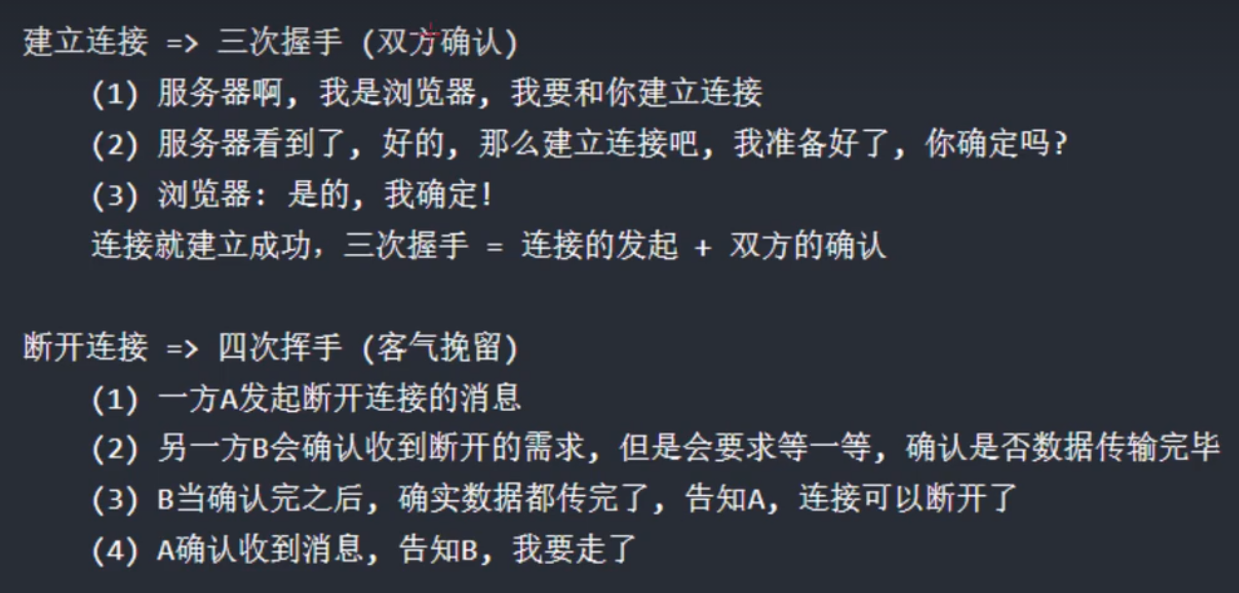 建立连接 => 三次握手 (双方确认)
(1) 服务器啊, 我是浏览器, 我要和你建立连接
(2) 服务器看到了, 好的, 那么建立连接吧, 我准备好了, 你确定吗?
(3) 浏览器: 是的, 我确定!
连接就建立成功, 三次握手 = 连接的发起 + 双方的确认
断开连接 => 四次挥手 (客气挽留)
(1) 一方A发起断开连接的消息
(2) 另一方B会确认收到断开的需求, 但是会要求等一等, 确认是否数据传输完毕
(3) B当确认完之后, 确实数据都传完了, 告知A, 连接可以断开了
(4) A确认收到消息, 告知B, 我要走了